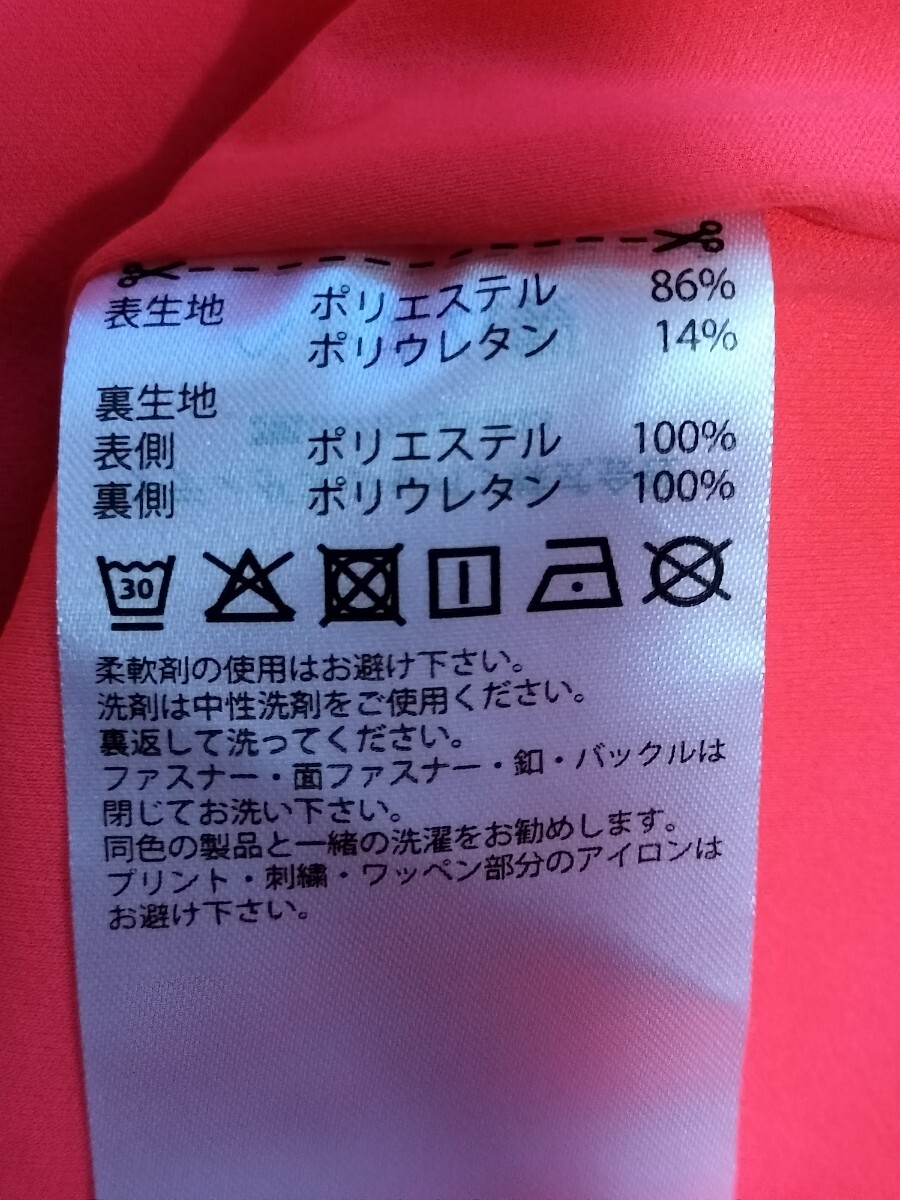 表生地 ポリエステル 86%
ポリウレタン 14%
裏生地
表側 ポリエステル 100%
裏側 ポリウレタン 100%
30
柔軟剤の使用はお避け下さい。
洗剤は中性洗剤をご使用ください。
裏返して洗ってください。
ファスナー・面ファスナー・釦・バックルは
閉じてお洗い下さい。
同色の製品と一緒の洗濯をお勧めします。
プリント・刺繍・ワッペン部分のアイロンは
お避け下さい。